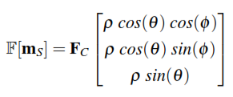 𝔽[m_S] = F_C [ρ cos(θ) cos(ϕ)
ρ cos(θ) sin(ϕ)
ρ sin(θ)]